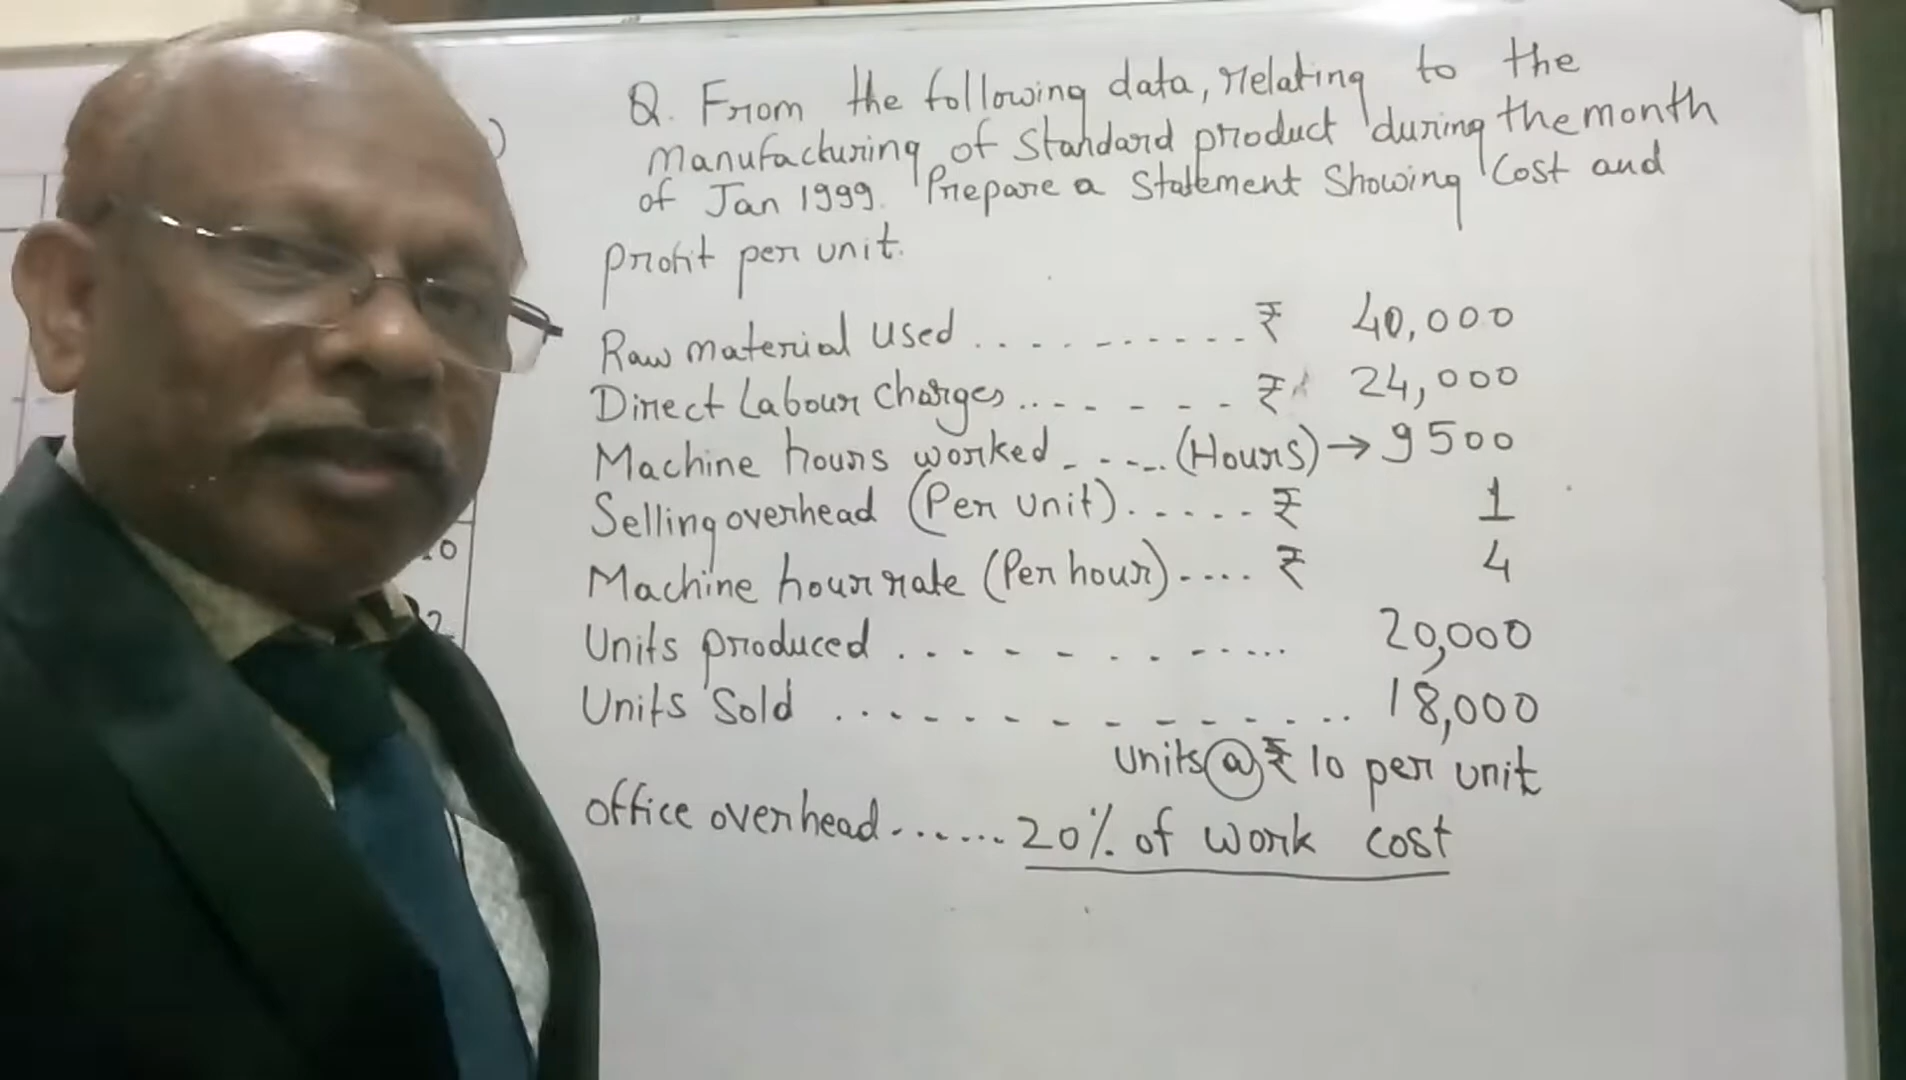 Q. From the following data, relating to the
manufacturing of Standard product during the month
of Jan 1999. Prepare a Statement Showing Cost and
profit per unit.
Raw material used .......... ₹ 40,000
Direct Labour charges ....... ₹ 24,000
Machine hours worked ..... (Hours) → 9500
Selling overhead (Per unit) ...... ₹ 1
Machine hour rate (Per hour) .... ₹ 4
Units produced .......... 20,000
Units Sold .............. 18,000
units @ ₹ 10 per unit
office overhead ....... 20% of work cost